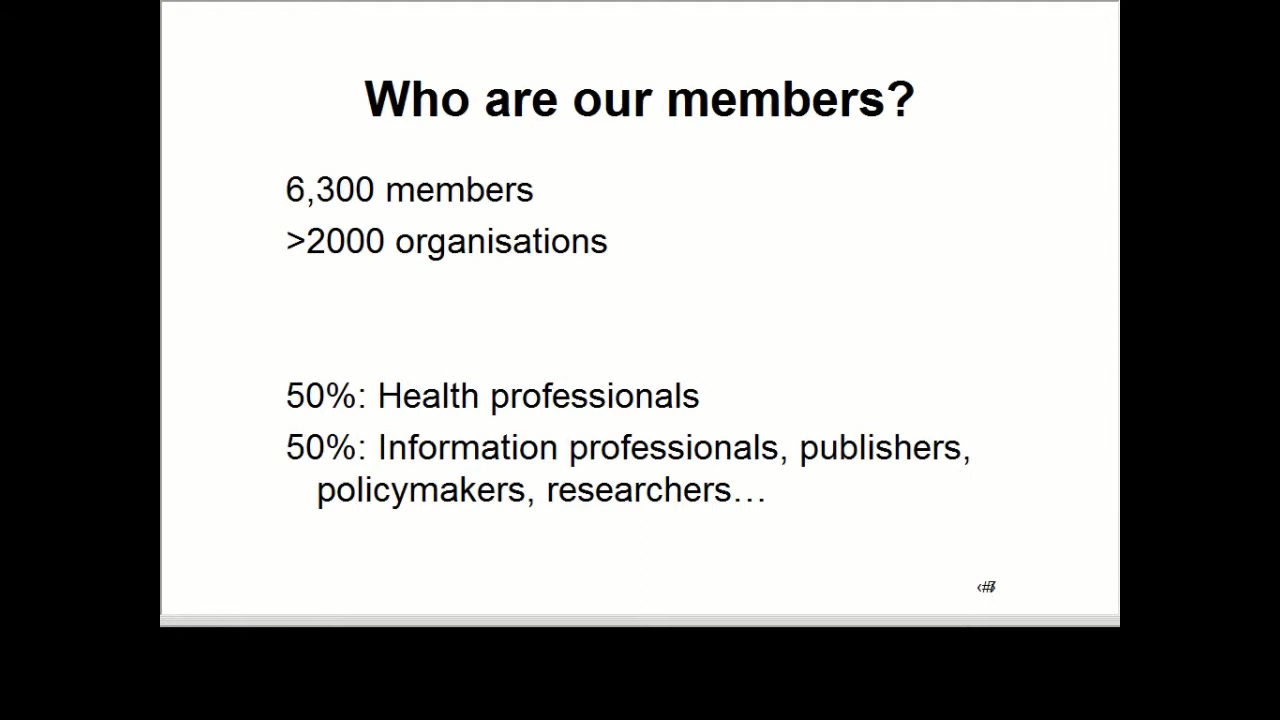 Who are our members?
6,300 members
>2000 organisations
50%: Health professionals
50%: Information professionals, publishers,
policymakers, researchers…